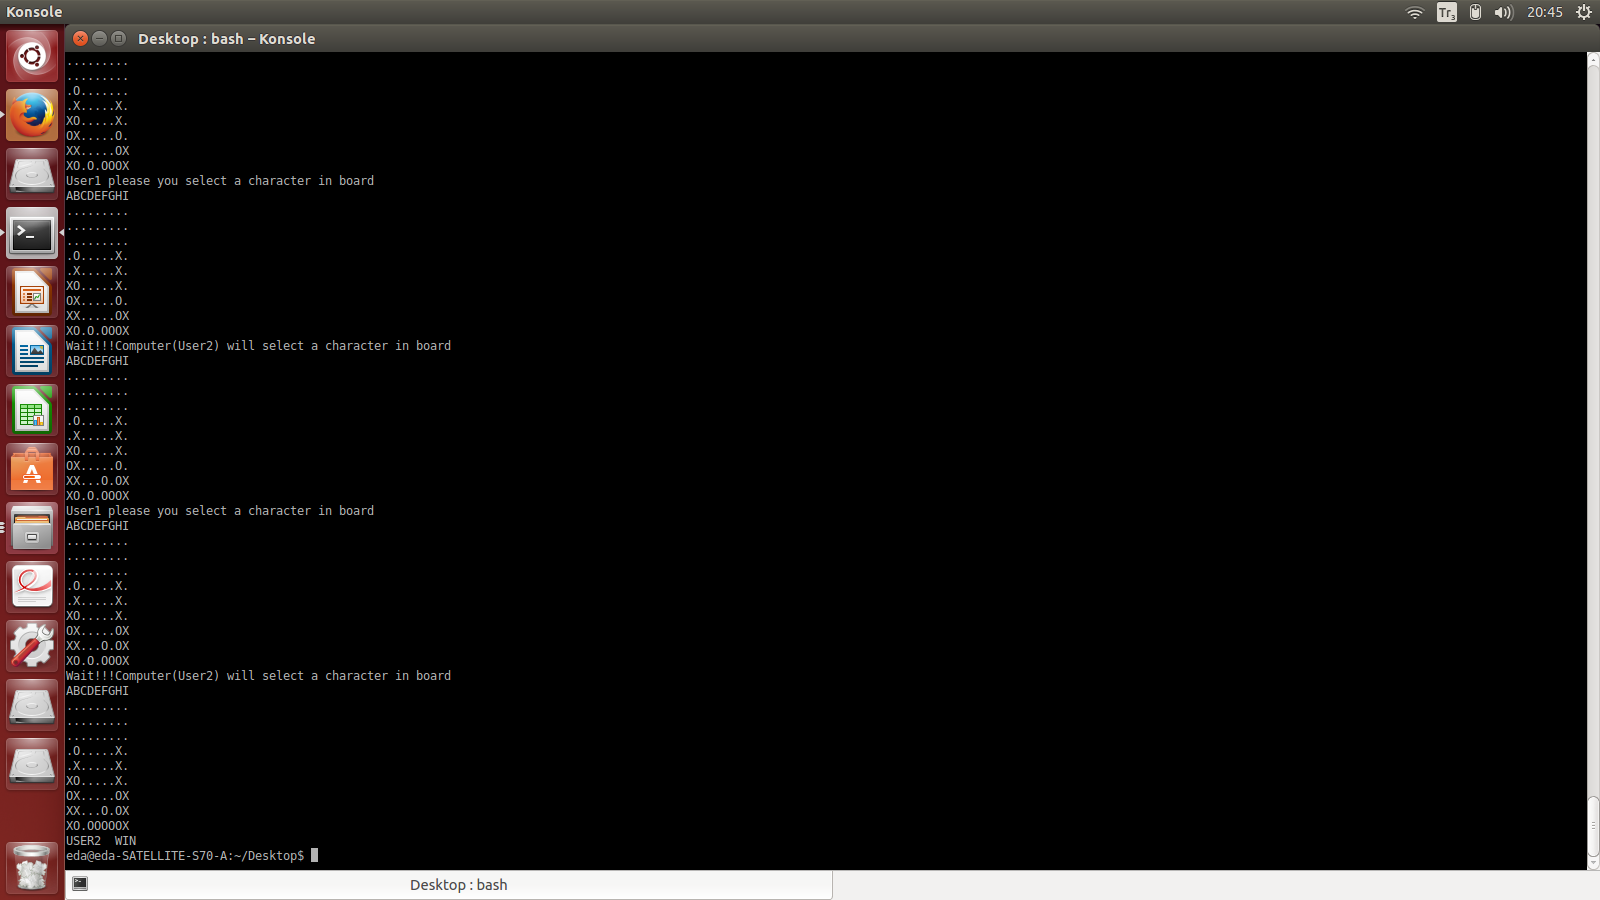 Konsole
Tr3
20:45
Desktop : bash – Konsole
.........
.........
.O.......
.X.....X.
XO.....X.
OX.....O.
XX.....OX
XO.O.OOOX
User1 please you select a character in board
ABCDEFGHI
.........
.........
.........
.O.....X.
.X.....X.
XO.....X.
OX.....O.
XX.....OX
XO.O.OOOX
Wait!!!Computer(User2) will select a character in board
ABCDEFGHI
.........
.........
.........
.O.....X.
.X.....X.
XO.....X.
OX.....O.
XX...O.OX
XO.O.OOOX
User1 please you select a character in board
ABCDEFGHI
.........
.........
.........
.O.....X.
.X.....X.
XO.....X.
OX.....OX
XX...O.OX
XO.O.OOOX
Wait!!!Computer(User2) will select a character in board
ABCDEFGHI
.........
.........
.........
.O.....X.
.X.....X.
XO.....X.
OX.....OX
XX...O.OX
XO.OOOOOX
USER2  WIN
eda@eda-SATELLITE-S70-A:~/Desktop$
Desktop : bash